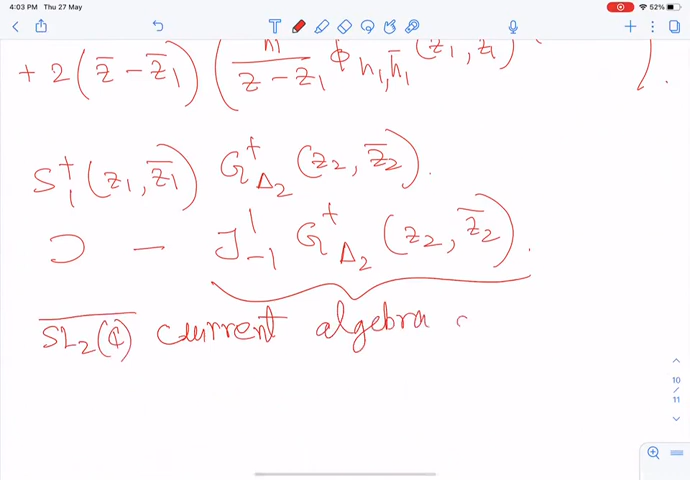 4:03 PM Thu 27 May
52%
+ 2 ( z̄ − z̄₁ ) ( h₁ / (z − z₁) ϕ_{h₁, h̄₁} (z₁, z̄₁)
) .
S₁⁺ (z₁, z̄₁) G⁺_{Δ₂} (z₂, z̄₂) .
⊃ − J¹₋₁ G⁺_{Δ₂} (z₂, z̄₂) .
\overline{SL₂(ℂ)} current algebra
10
/
11